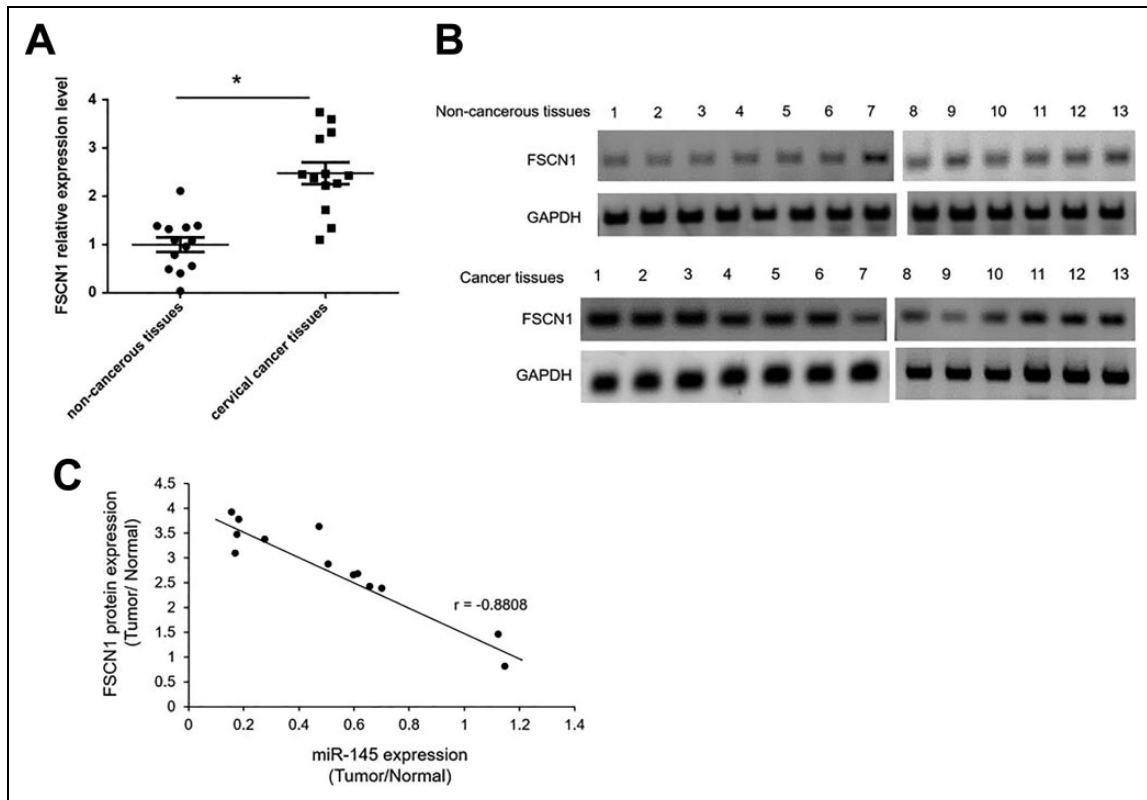 A
FSCN1 relative expression level
4
3
2
1
0
*
non-cancerous tissues
cervical cancer tissues
B
Non-cancerous tissues 1 2 3 4 5 6 7 8 9 10 11 12 13
FSCN1
GAPDH
Cancer tissues 1 2 3 4 5 6 7 8 9 10 11 12 13
FSCN1
GAPDH
C
FSCN1 protein expression
(Tumor/ Normal)
4.5
4
3.5
3
2.5
2
1.5
1
0.5
0
r = -0.8808
0 0.2 0.4 0.6 0.8 1 1.2 1.4
miR-145 expression
(Tumor/Normal)